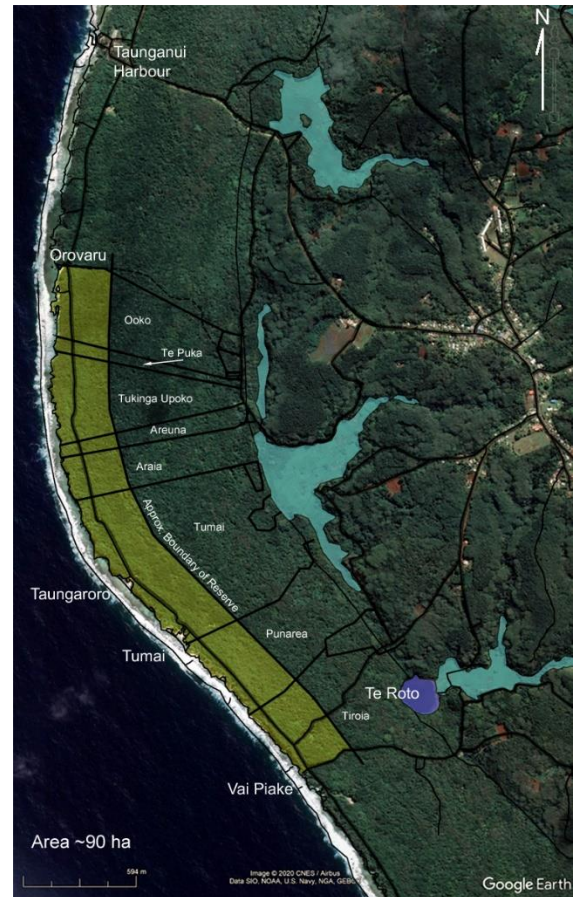 N
Taunganui
Harbour
Orovaru
Ooko
Te Puka
Tukinga Upoko
Areuna
Araia
Approx. Boundary of Reserve
Tumai
Taungaroro
Punarea
Tumai
Te Roto
Tiroia
Vai Piake
Area ~90 ha
594 m
Image © 2020 CNES / Airbus
Data SIO, NOAA, U.S. Navy, NGA, GEBCO
Google Earth